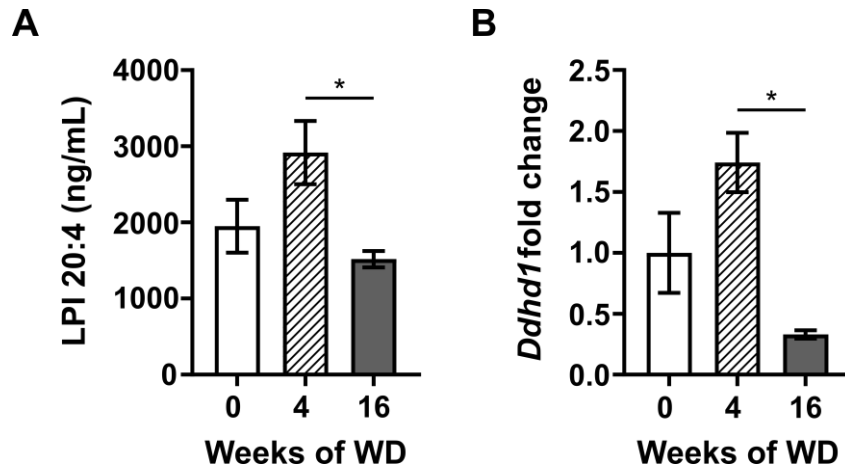 A
LPI 20:4 (ng/mL)
4000
3000
2000
1000
0
*
0 4 16
Weeks of WD
B
Ddhd1 fold change
2.5
2.0
1.5
1.0
0.5
0.0
*
0 4 16
Weeks of WD